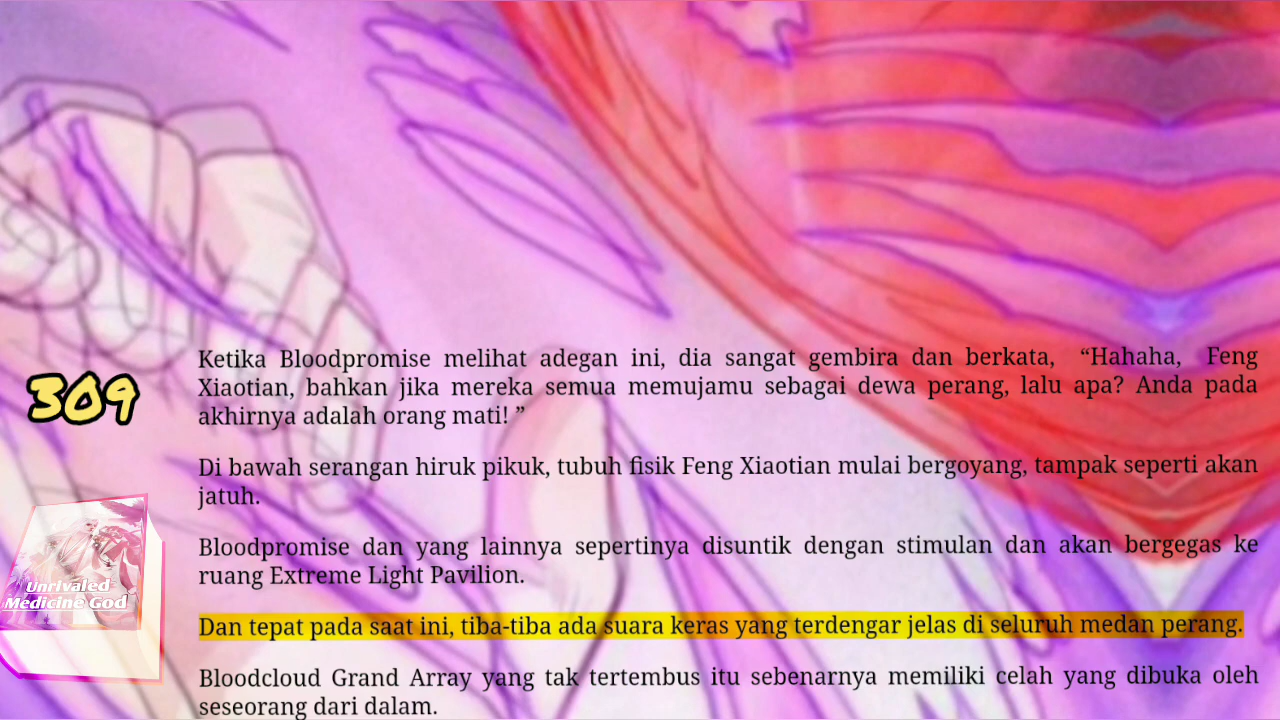 Ketika Bloodpromise melihat adegan ini, dia sangat gembira dan berkata, “Hahaha, Feng
Xiaotian, bahkan jika mereka semua memujamu sebagai dewa perang, lalu apa? Anda pada
akhirnya adalah orang mati! ”
309
Di bawah serangan hiruk pikuk, tubuh fisik Feng Xiaotian mulai bergoyang, tampak seperti akan
jatuh.
Bloodpromise dan yang lainnya sepertinya disuntik dengan stimulan dan akan bergegas ke
ruang Extreme Light Pavilion.
Unrivaled
Medicine God
Dan tepat pada saat ini, tiba-tiba ada suara keras yang terdengar jelas di seluruh medan perang.
Bloodcloud Grand Array yang tak tertembus itu sebenarnya memiliki celah yang dibuka oleh
seseorang dari dalam.